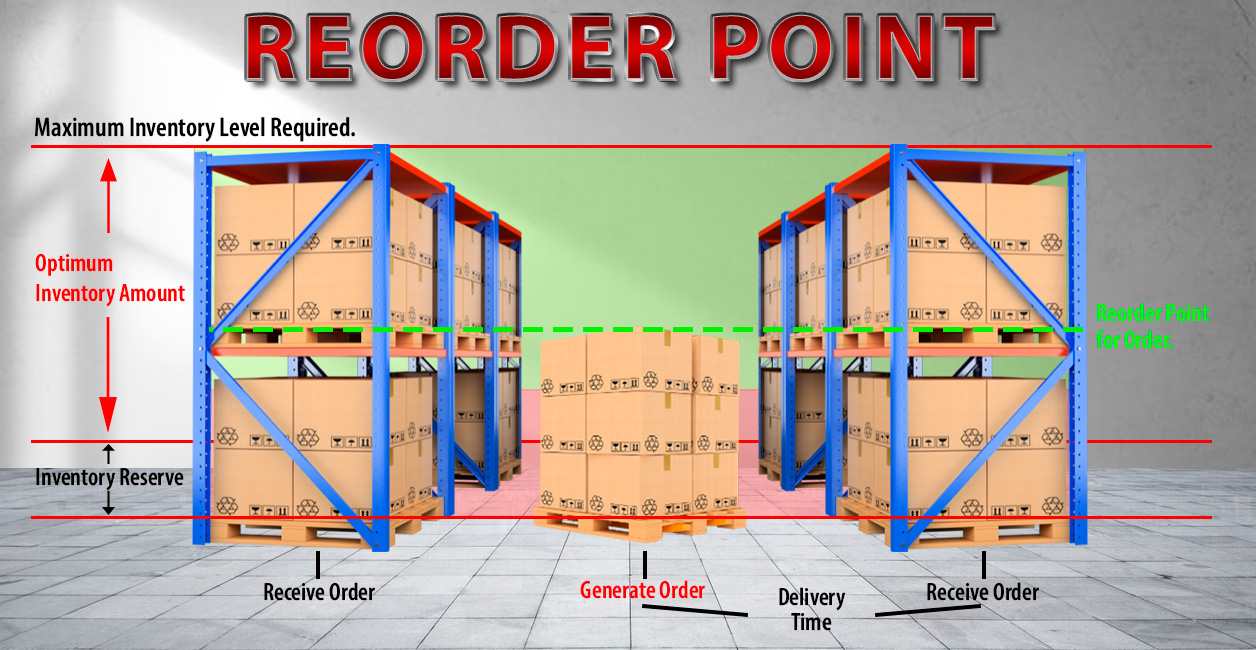 REORDER POINT
Maximum Inventory Level Required.
Optimum
Inventory Amount
Reorder Point
for Order.
Inventory Reserve
Receive Order
Generate Order
Delivery
Time
Receive Order